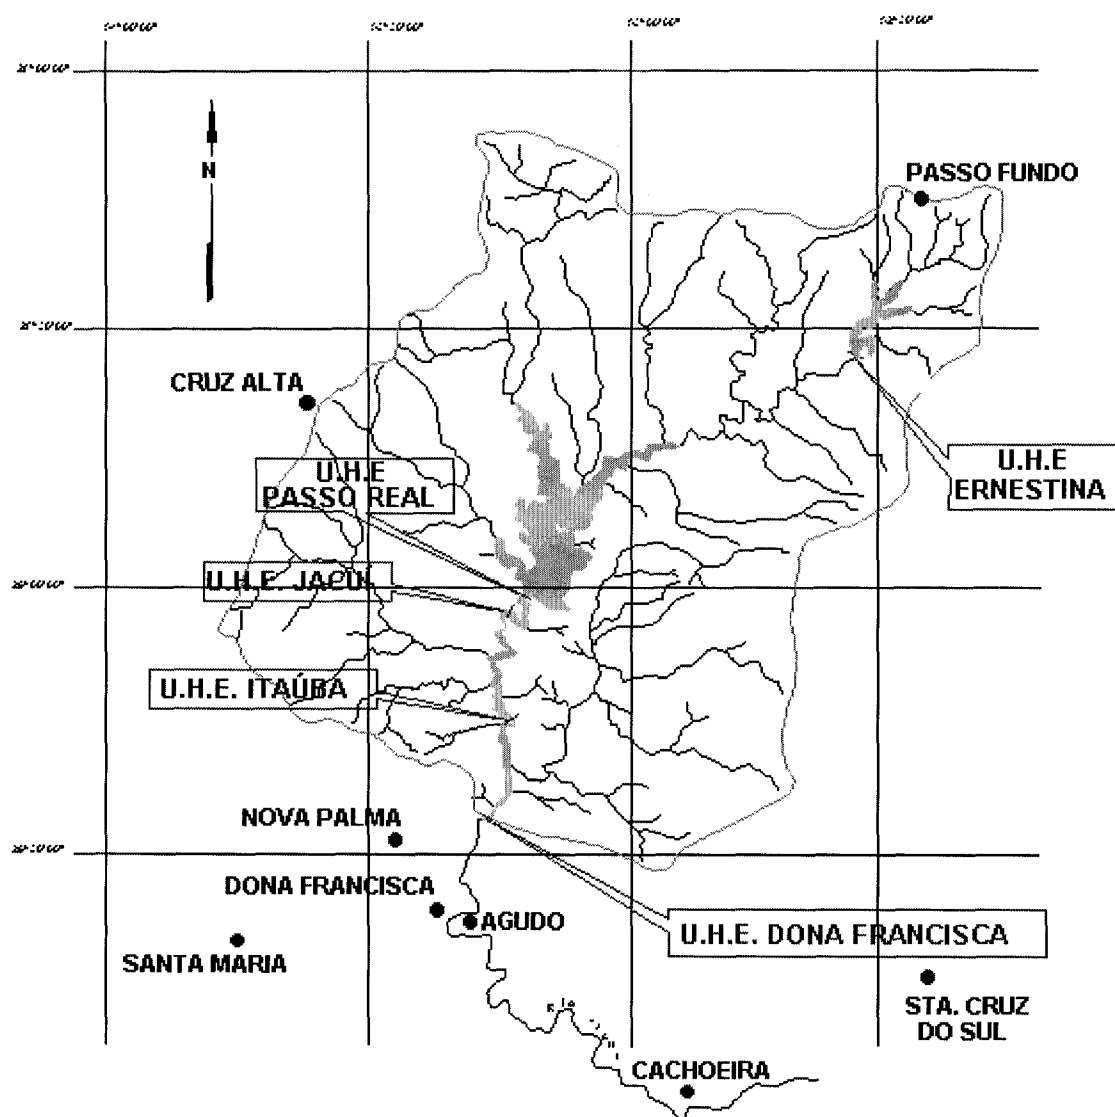 N
PASSO FUNDO
CRUZ ALTA
U.H.E
PASSO REAL
U.H.E
ERNESTINA
U.H.E. JACUÍ
U.H.E. ITAÚBA
NOVA PALMA
DONA FRANCISCA
AGUDO
U.H.E. DONA FRANCISCA
SANTA MARIA
STA. CRUZ
DO SUL
CACHOEIRA